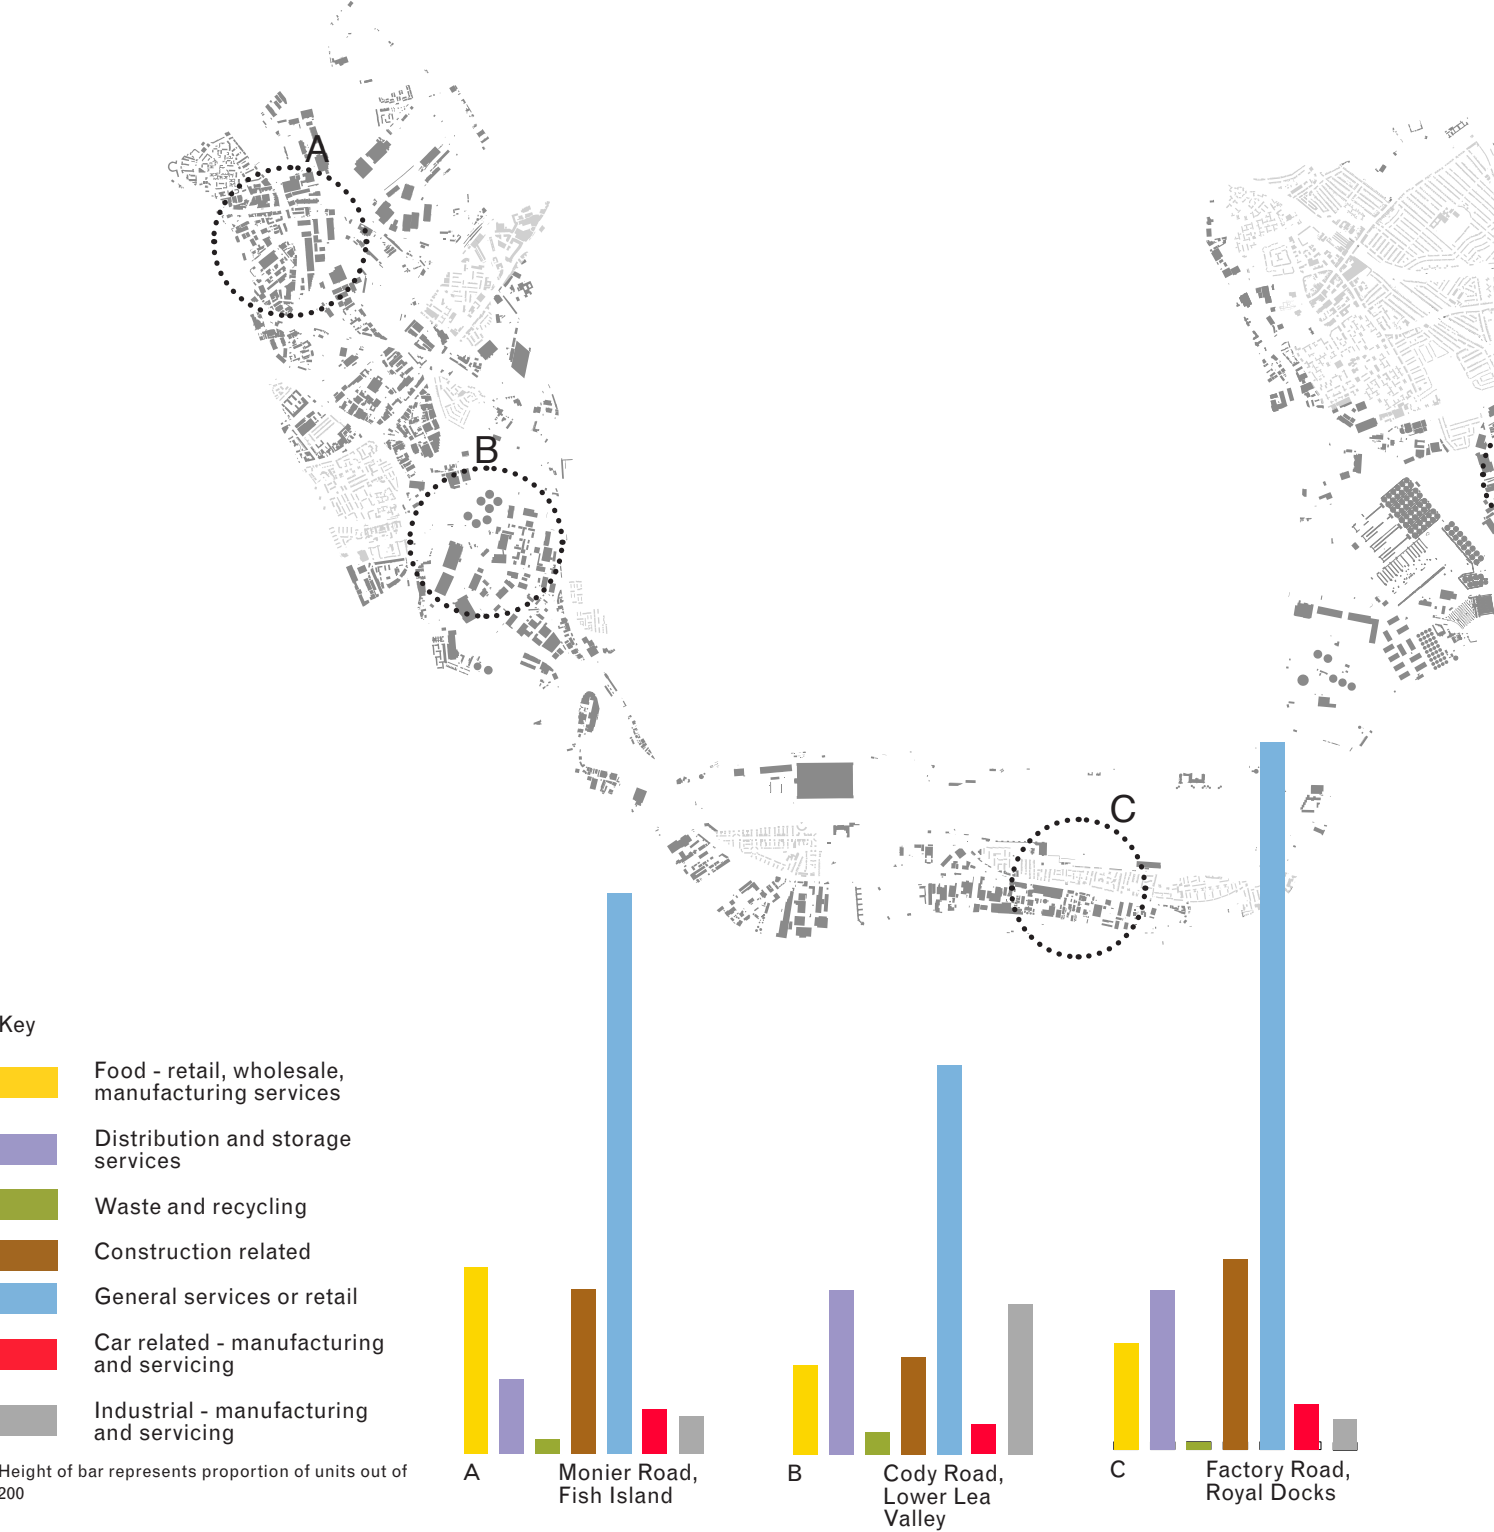 A
B
C
Key
Food - retail, wholesale,
manufacturing services
Distribution and storage
services
Waste and recycling
Construction related
General services or retail
Car related - manufacturing
and servicing
Industrial - manufacturing
and servicing
Height of bar represents proportion of units out of
200
A
Monier Road,
Fish Island
B
Cody Road,
Lower Lea
Valley
C
Factory Road,
Royal Docks